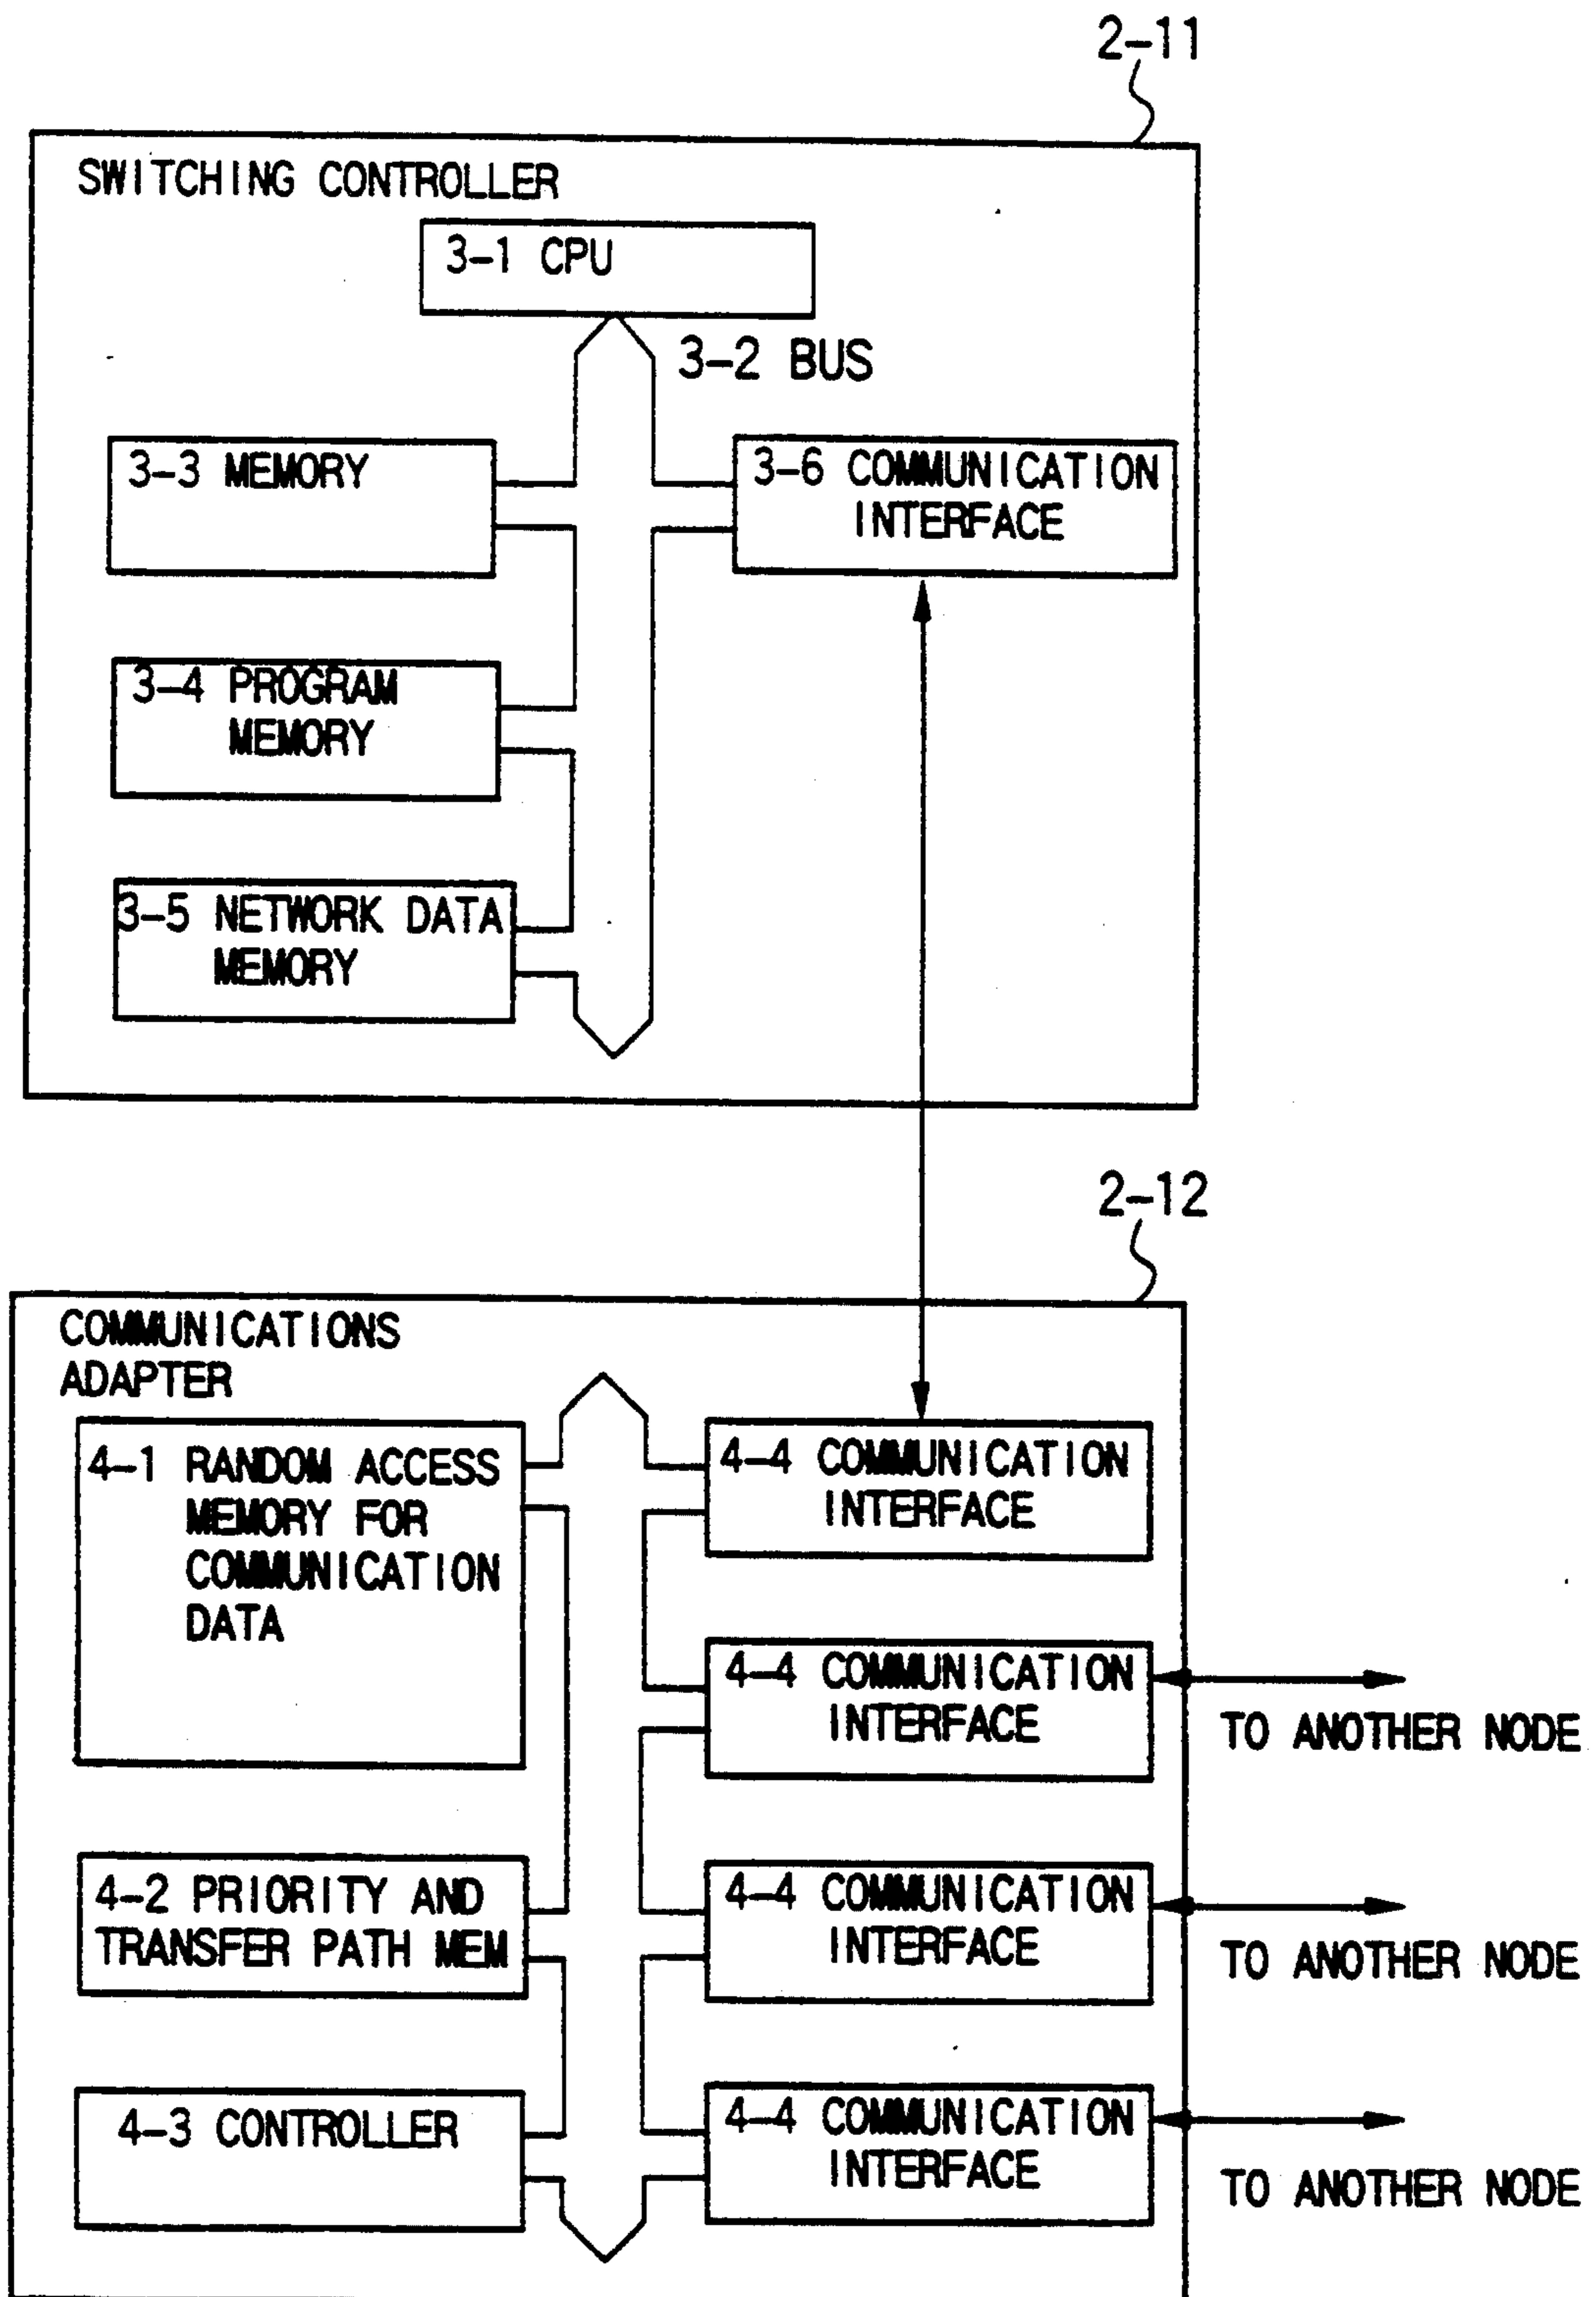 2-11
SWITCHING CONTROLLER
3-1 CPU
3-2 BUS
3-3 MEMORY
3-6 COMMUNICATION
INTERFACE
3-4 PROGRAM
MEMORY
3-5 NETWORK DATA
MEMORY
2-12
COMMUNICATIONS
ADAPTER
4-1 RANDOM ACCESS
MEMORY FOR
COMMUNICATION
DATA
4-4 COMMUNICATION
INTERFACE
4-4 COMMUNICATION
INTERFACE
TO ANOTHER NODE
4-2 PRIORITY AND
TRANSFER PATH MEM
4-4 COMMUNICATION
INTERFACE
TO ANOTHER NODE
4-3 CONTROLLER
4-4 COMMUNICATION
INTERFACE
TO ANOTHER NODE